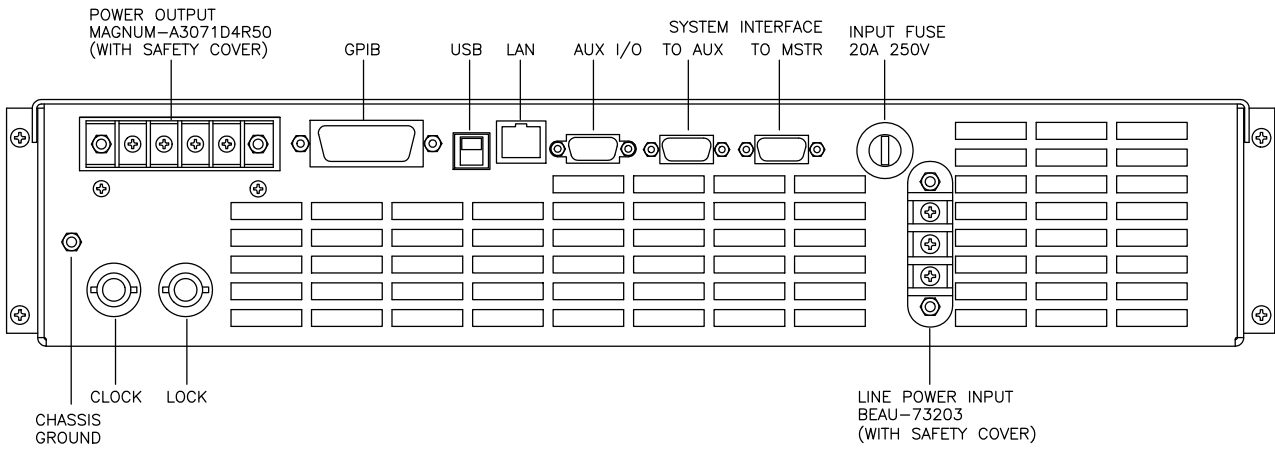 POWER OUTPUT
MAGNUM-A3071D4R50
(WITH SAFETY COVER)
GPIB
USB
LAN
AUX I/O
SYSTEM INTERFACE
TO AUX
TO MSTR
INPUT FUSE
20A 250V
CLOCK
LOCK
CHASSIS
GROUND
LINE POWER INPUT
BEAU-73203
(WITH SAFETY COVER)